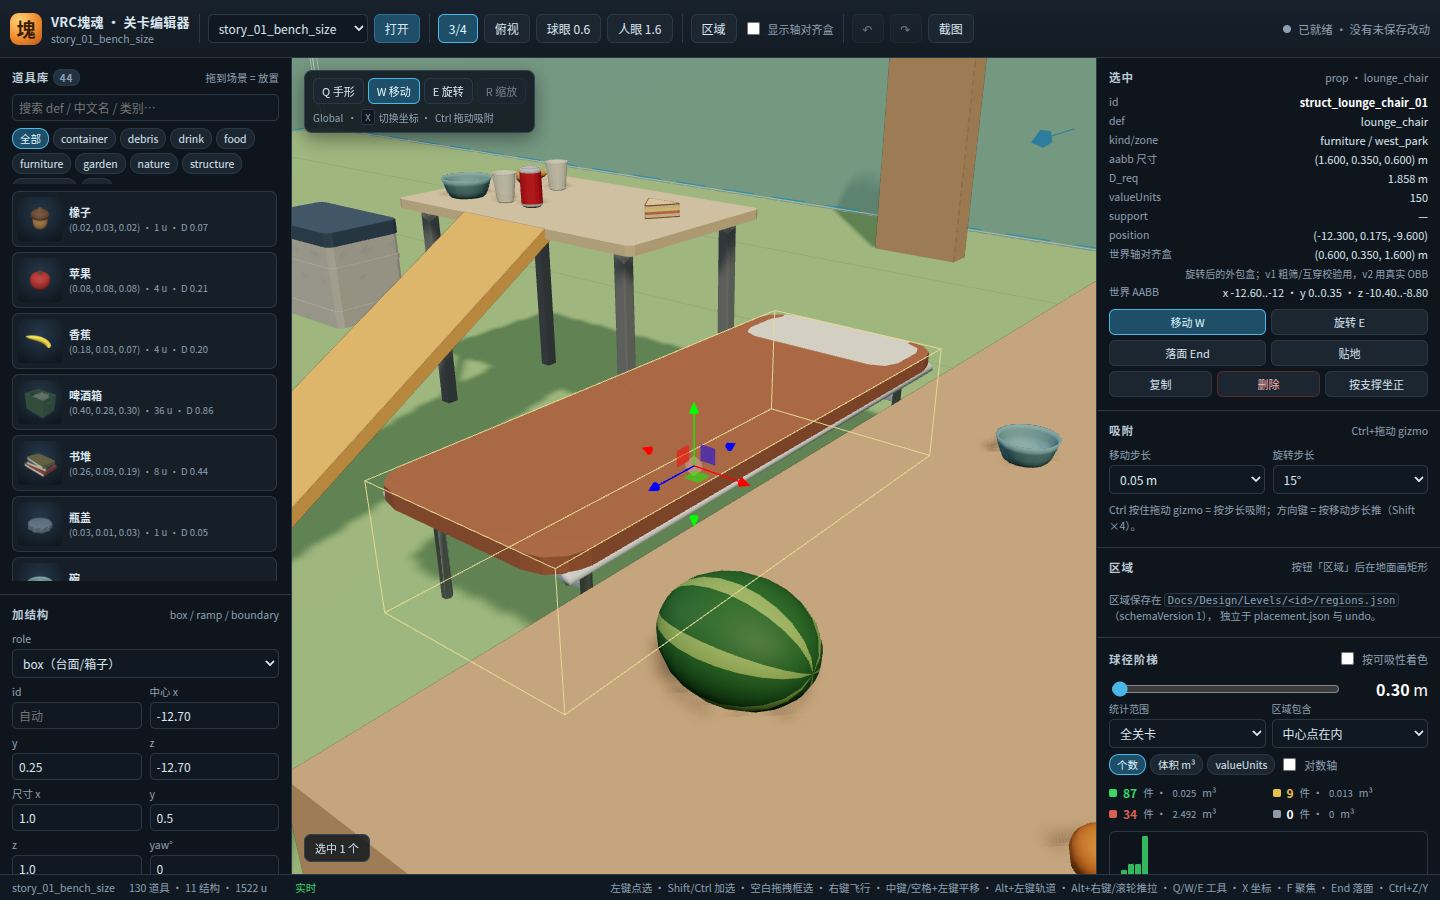 塊
VRC塊魂 · 关卡编辑器
story_01_bench_size
story_01_bench_size
打开
3/4
俯视
球眼 0.6
人眼 1.6
区域
显示轴对齐盒
↶
↷
截图
已就绪 · 没有未保存改动
道具库 44
拖到场景 = 放置
搜索 def / 中文名 / 类别…
全部
container
debris
drink
food
furniture
garden
nature
structure
橡子
(0.02, 0.03, 0.02) · 1 u · D 0.07
苹果
(0.08, 0.08, 0.08) · 4 u · D 0.21
香蕉
(0.18, 0.03, 0.07) · 4 u · D 0.20
啤酒箱
(0.40, 0.28, 0.30) · 36 u · D 0.86
书堆
(0.26, 0.09, 0.19) · 8 u · D 0.44
瓶盖
(0.03, 0.01, 0.03) · 1 u · D 0.05
碗
加结构
box / ramp / boundary
role
box（台面/箱子）
id
中心 x
自动
-12.70
y
z
0.25
-12.70
尺寸 x
y
1.0
0.5
z
yaw°
1.0
0
Q 手形
W 移动
E 旋转
R 缩放
Global · X 切换坐标 · Ctrl 拖动吸附
选中 1 个
选中
prop · lounge_chair
id
struct_lounge_chair_01
def
lounge_chair
kind/zone
furniture / west_park
aabb 尺寸
(1.600, 0.350, 0.600) m
D_req
1.858 m
valueUnits
150
support
—
position
(-12.300, 0.175, -9.600)
世界轴对齐盒
(0.600, 0.350, 1.600) m
旋转后的外包盒；v1 粗筛/互穿校验用，v2 用真实 OBB
世界 AABB
x -12.60..-12 · y 0..0.35 · z -10.40..-8.80
移动 W
旋转 E
落面 End
贴地
复制
删除
按支撑坐正
吸附
Ctrl+拖动 gizmo
移动步长
旋转步长
0.05 m
15°
Ctrl 按住拖动 gizmo = 按步长吸附；方向键 = 按移动步长推（Shift
×4）。
区域
按钮「区域」后在地面画矩形
区域保存在 Docs/Design/Levels/<id>/regions.json
（schemaVersion 1），独立于 placement.json 与 undo。
球径阶梯
按可吸性着色
0.30 m
统计范围
区域包含
全关卡
中心点在内
个数
体积 m³
valueUnits
对数轴
87 件 · 0.025 m³
9 件 · 0.013 m³
34 件 · 2.492 m³
0 件 · 0 m³
story_01_bench_size
130 道具 · 11 结构 · 1522 u
实时
左键点选 · Shift/Ctrl 加选 · 空白拖拽框选 · 右键飞行 · 中键/空格+左键平移 · Alt+左键轨道 · Alt+右键/滚轮推拉 · Q/W/E 工具 · X 坐标 · F 聚焦 · End 落面 · Ctrl+Z/Y